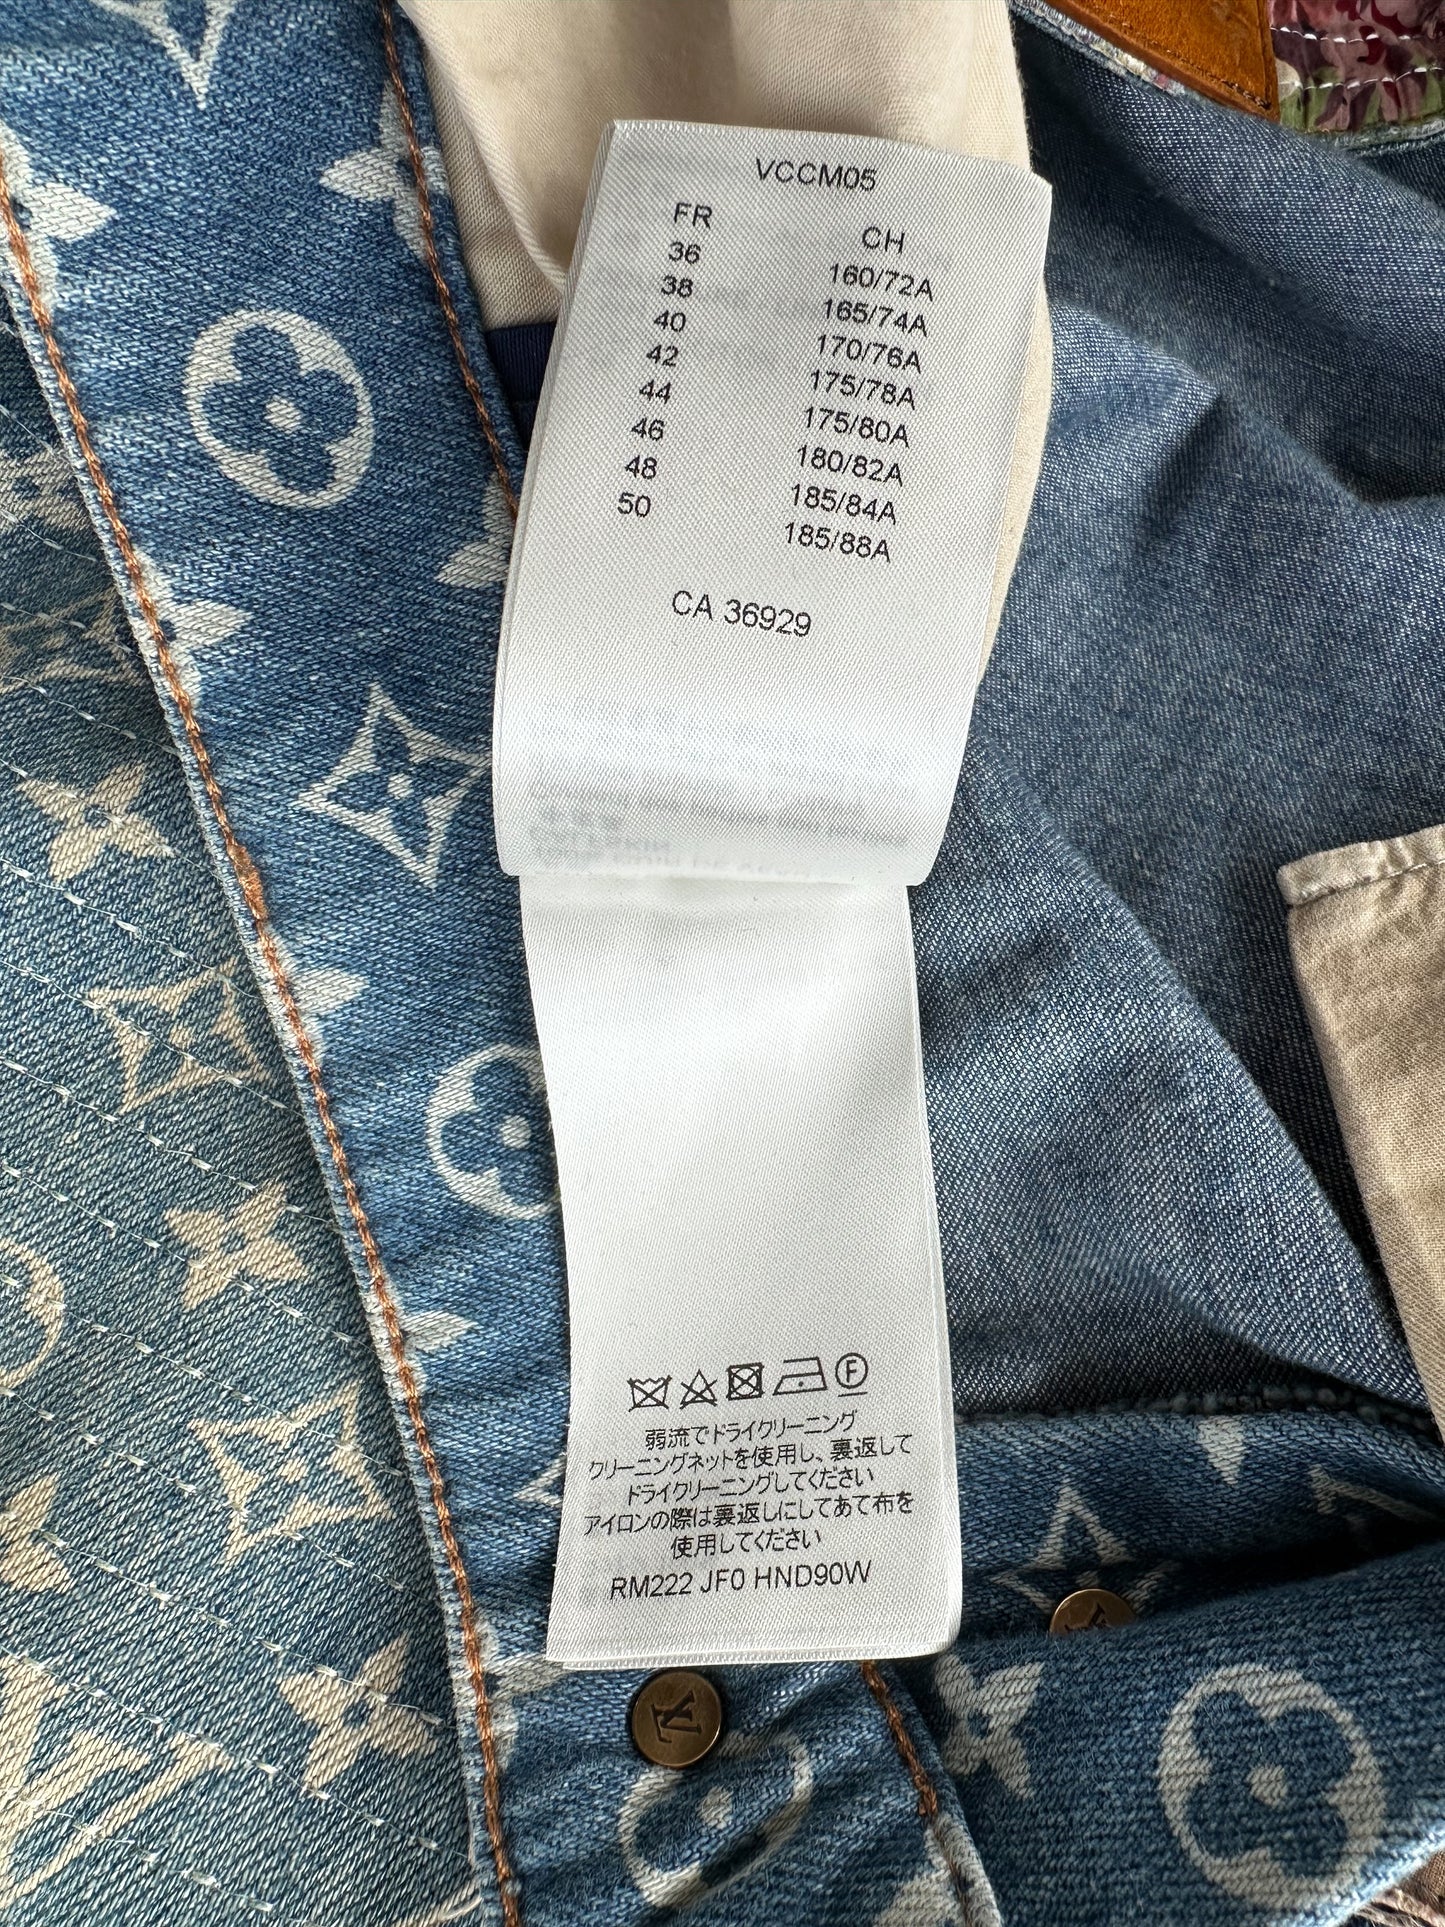 VCCM05
FR CH
36 160/72A
38 165/74A
40 170/76A
42 175/78A
44 175/80A
46 180/82A
48 185/84A
50 185/88A
CA 36929
F
弱流でドライクリーニング
クリーニングネットを使用し、裏返して
ドライクリーニングしてください
アイロンの際は裏返しにしてあて布を
使用してください
RM222 JF0 HND90W
LV
LV